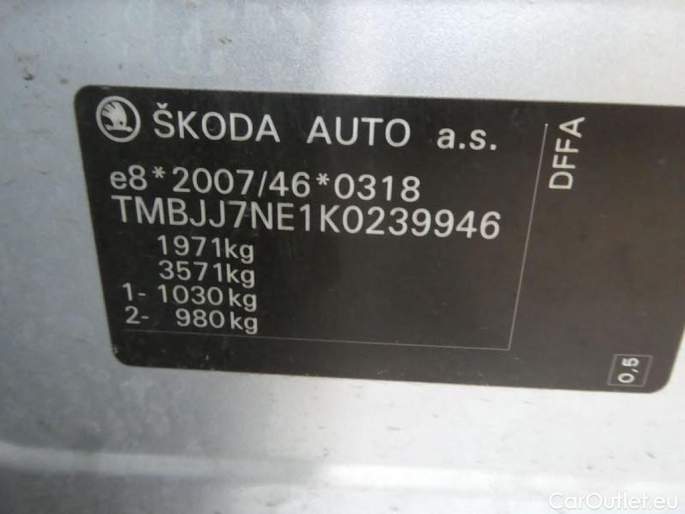 ŠKODA AUTO a.s.
e8*2007/46*0318
TMBJJ7NE1K0239946
1971kg
3571kg
1- 1030kg
2- 980kg
DFFA
0,5
CarOutlet.eu